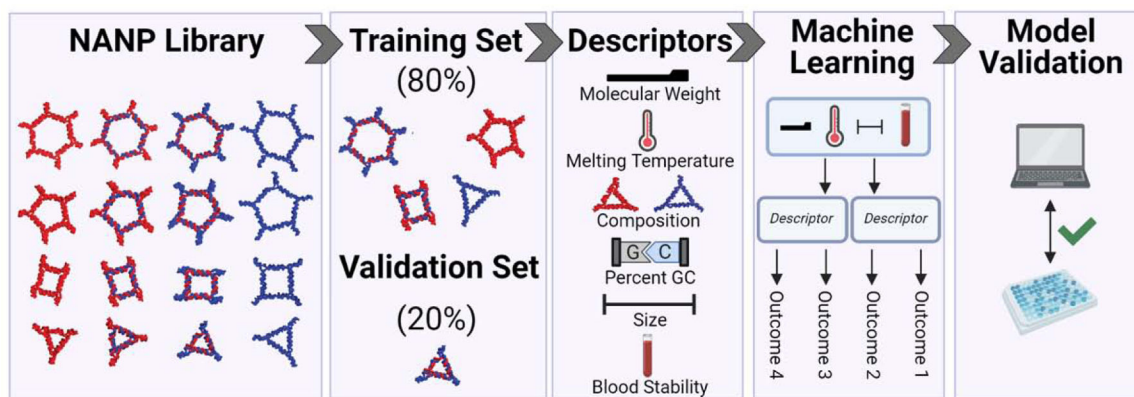 NANP Library
Training Set
(80%)
Validation Set
(20%)
Descriptors
Molecular Weight
Melting Temperature
Composition
G C
Percent GC
Size
Blood Stability
Machine
Learning
Descriptor
Descriptor
Outcome 4
Outcome 3
Outcome 2
Outcome 1
Model
Validation